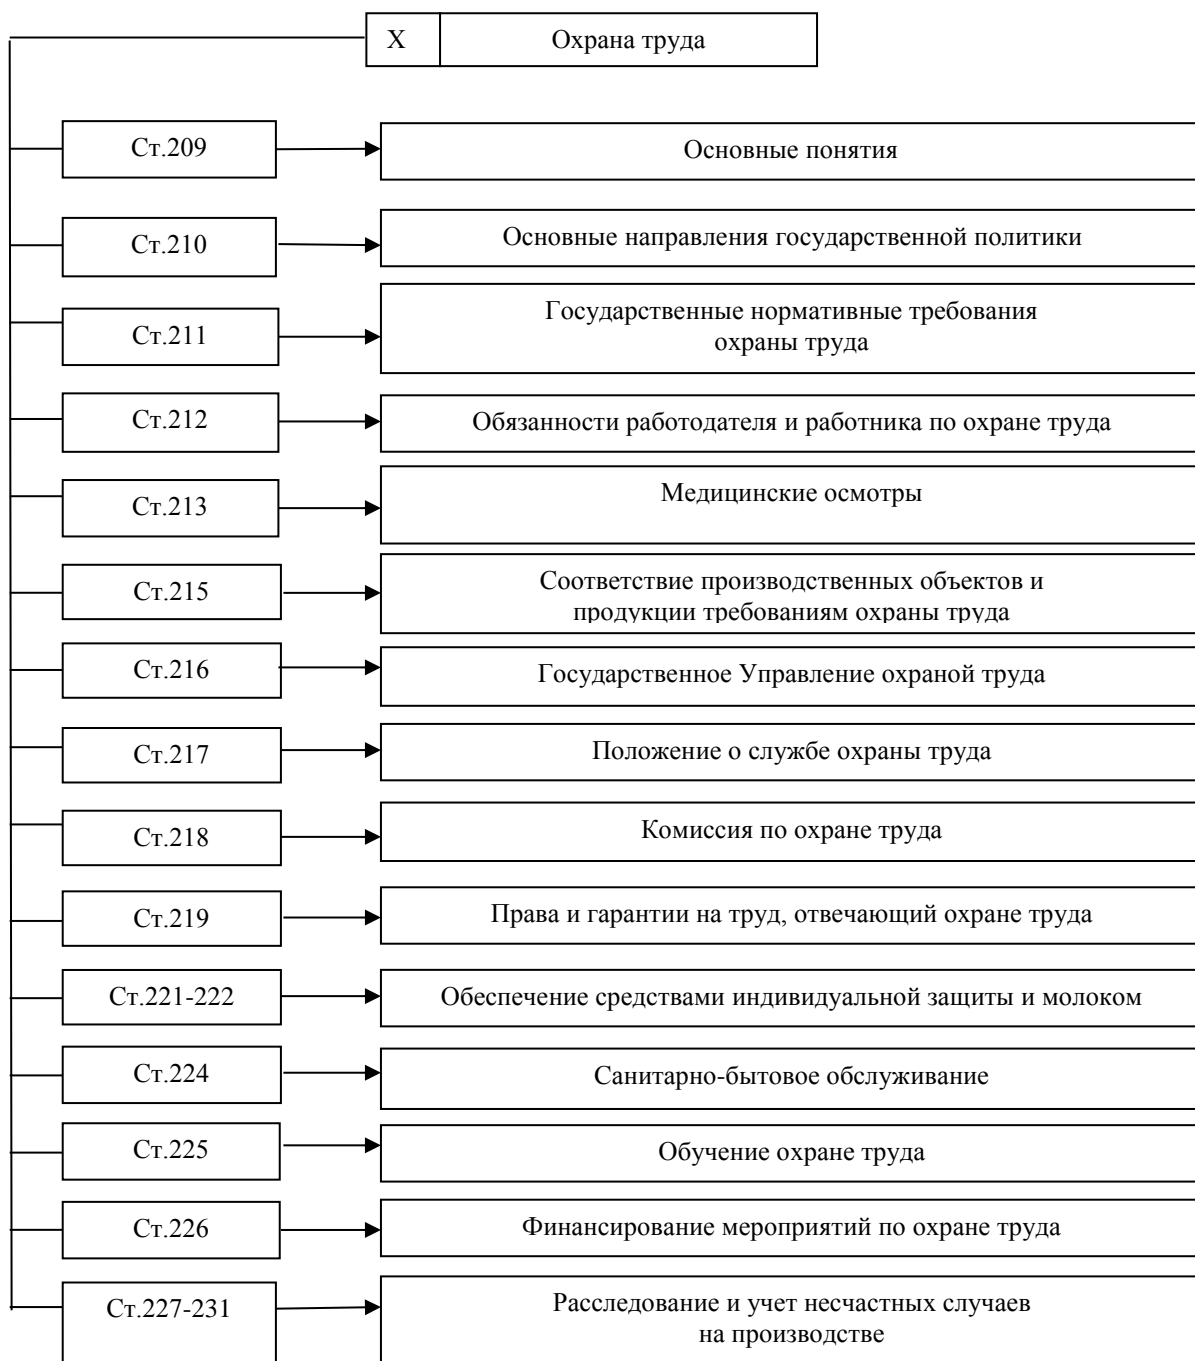 X Охрана труда
Ст.209 Основные понятия
Ст.210 Основные направления государственной политики
Ст.211 Государственные нормативные требования
охраны труда
Ст.212 Обязанности работодателя и работника по охране труда
Ст.213 Медицинские осмотры
Ст.215 Соответствие производственных объектов и
продукции требованиям охраны труда
Ст.216 Государственное Управление охраной труда
Ст.217 Положение о службе охраны труда
Ст.218 Комиссия по охране труда
Ст.219 Права и гарантии на труд, отвечающий охране труда
Ст.221-222 Обеспечение средствами индивидуальной защиты и молоком
Ст.224 Санитарно-бытовое обслуживание
Ст.225 Обучение охране труда
Ст.226 Финансирование мероприятий по охране труда
Ст.227-231 Расследование и учет несчастных случаев
на производстве